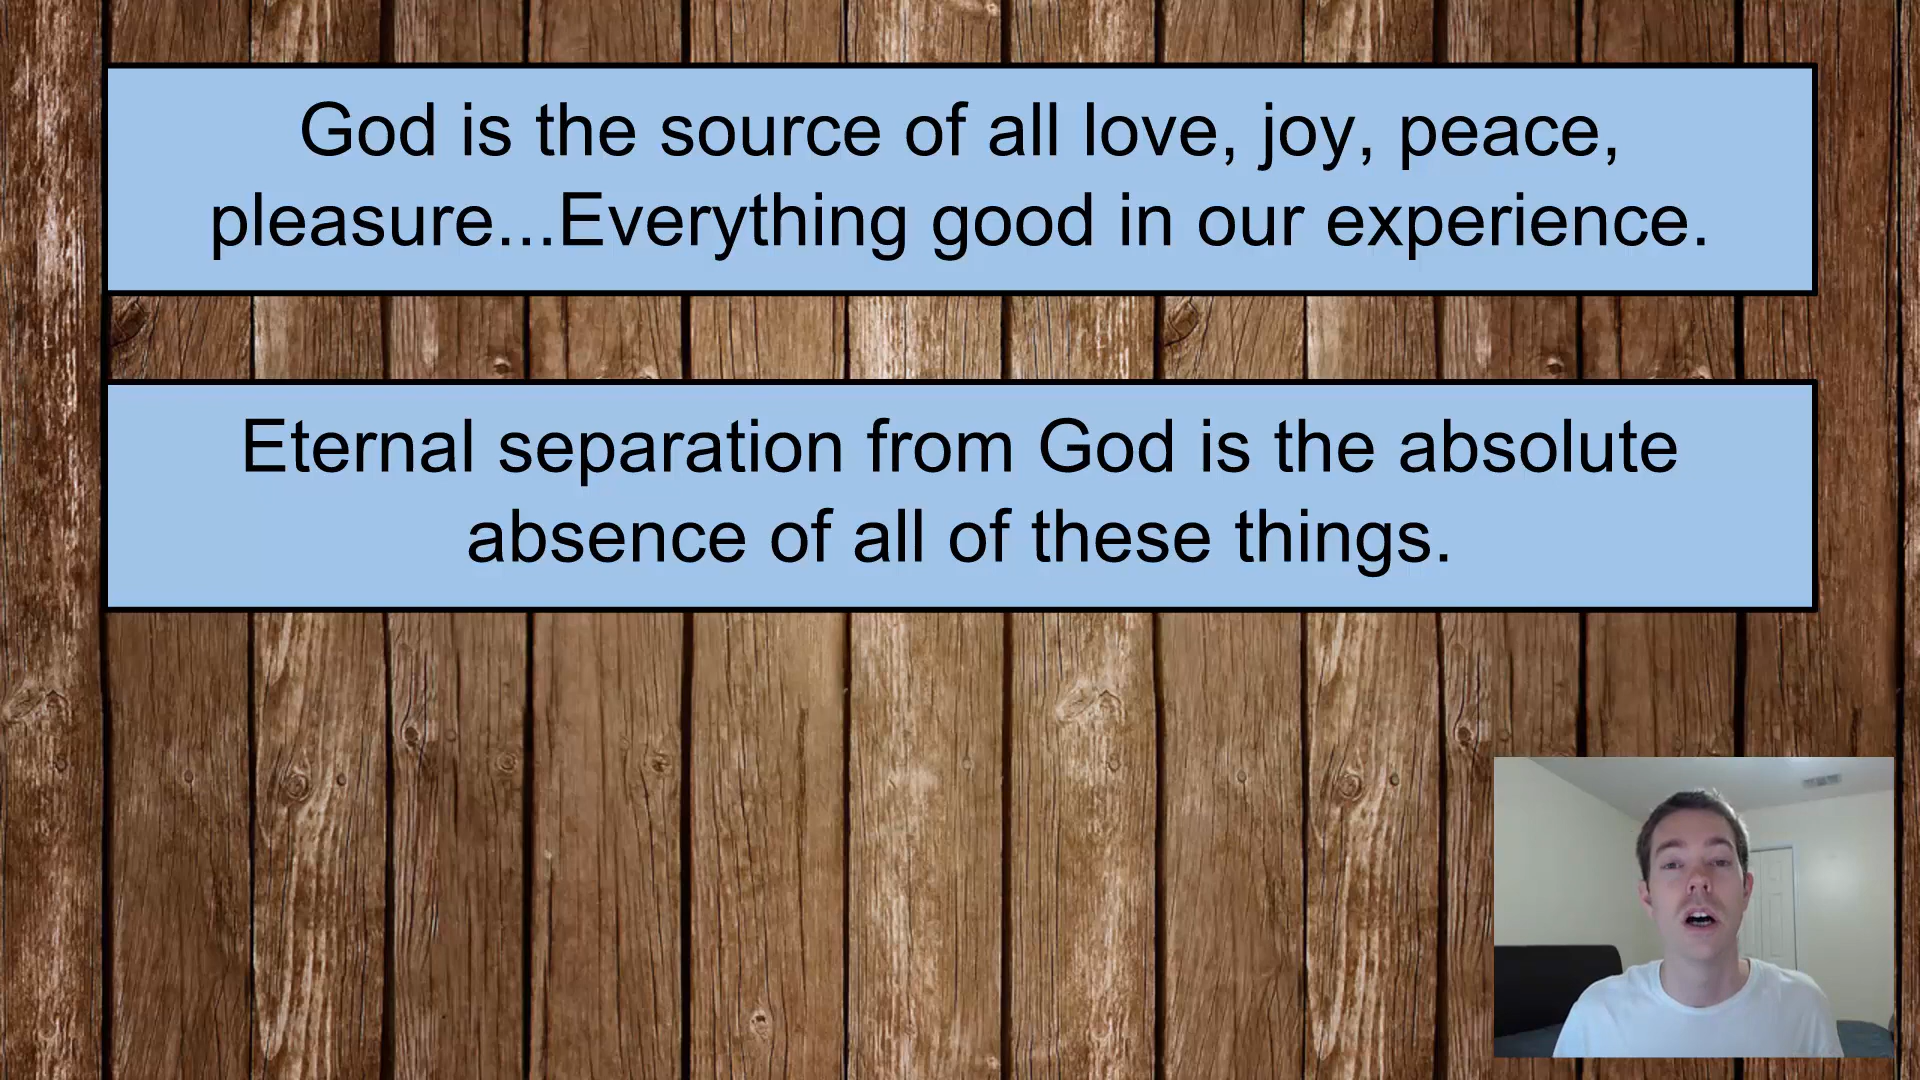 God is the source of all love, joy, peace,
pleasure...Everything good in our experience.
Eternal separation from God is the absolute
absence of all of these things.